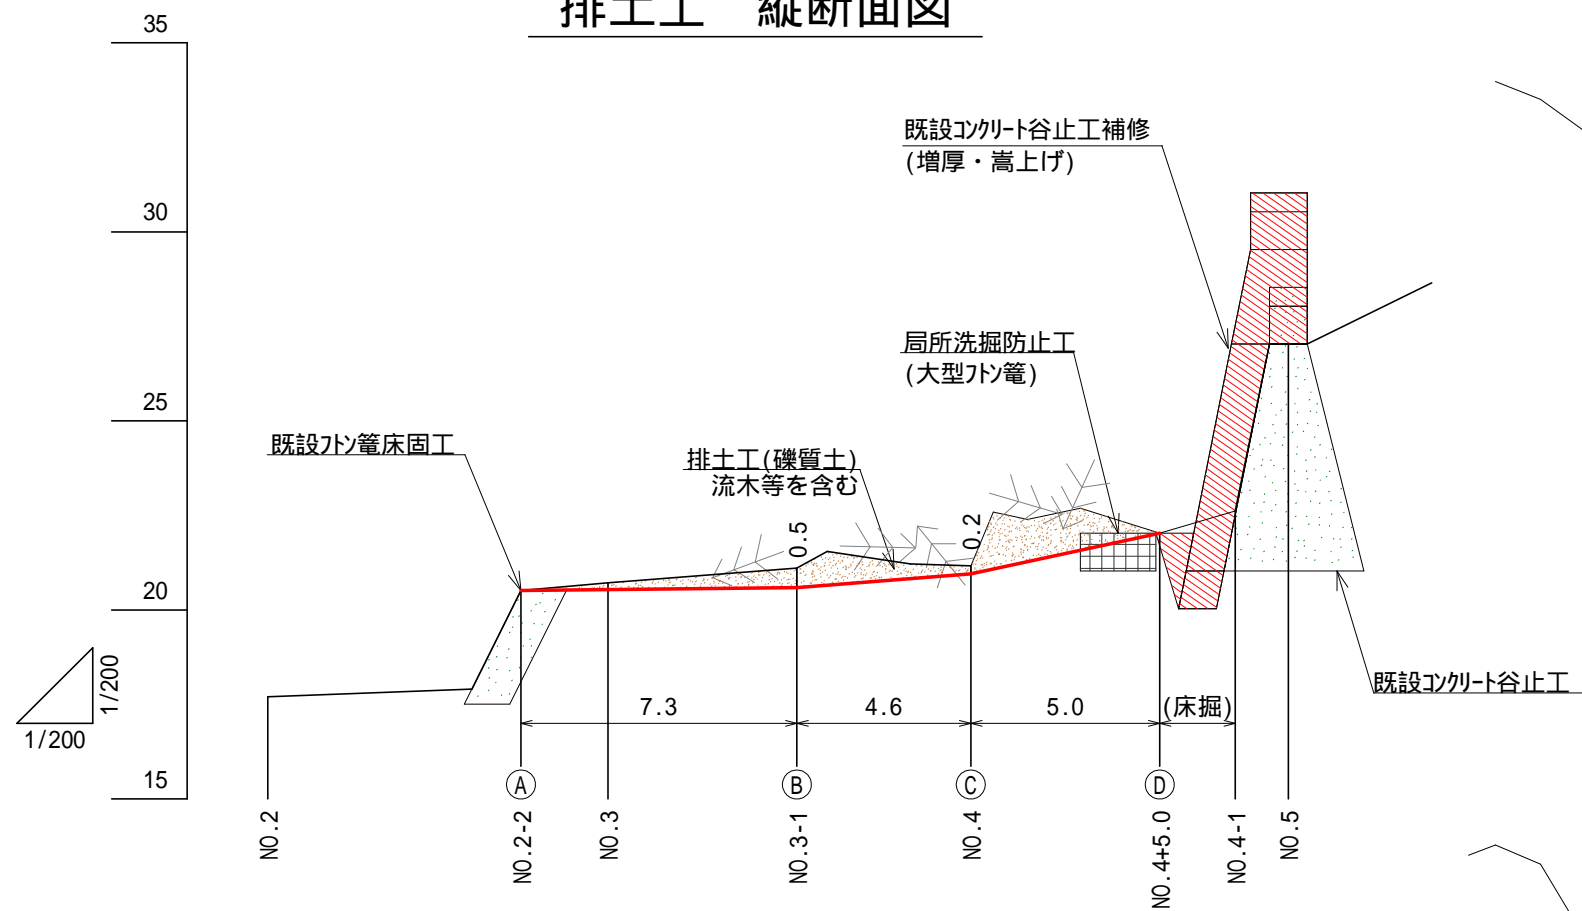 排土工　縦断面図
35
30
25
20
15
既設コンクリート谷止工補修
(増厚・嵩上げ)
局所洗掘防止工
(大型フトン篭)
既設フトン篭床固工
排土工(礫質土)
流木等を含む
0.5
0.2
既設コンクリート谷止工
1/200
1/200
7.3
4.6
5.0
(床掘)
A
B
C
D
NO.2
NO.2-2
NO.3
NO.3-1
NO.4
NO.4+5.0
NO.4-1
NO.5